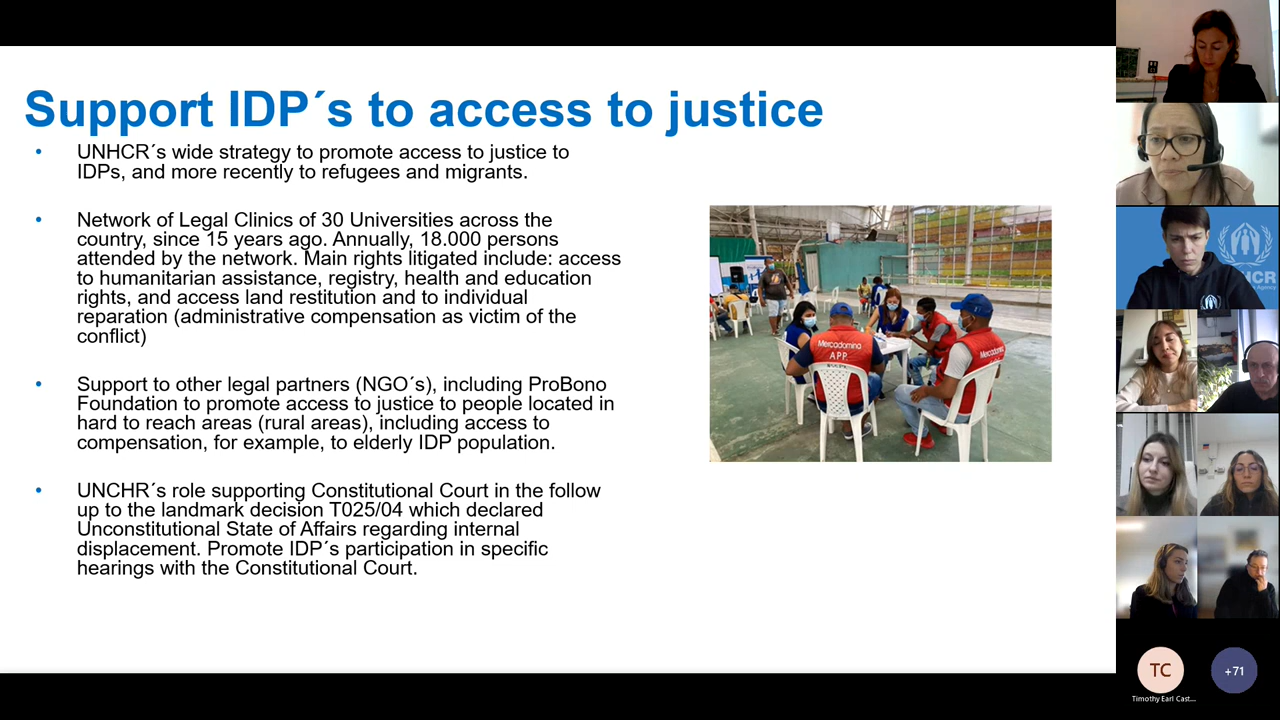 Support IDP´s to access to justice
• UNHCR´s wide strategy to promote access to justice to
IDPs, and more recently to refugees and migrants.
• Network of Legal Clinics of 30 Universities across the
country, since 15 years ago. Annually, 18.000 persons
attended by the network. Main rights litigated include: access
to humanitarian assistance, registry, health and education
rights, and access land restitution and to individual
reparation (administrative compensation as victim of the
conflict)
• Support to other legal partners (NGO´s), including ProBono
Foundation to promote access to justice to people located in
hard to reach areas (rural areas), including access to
compensation, for example, to elderly IDP population.
• UNCHR´s role supporting Constitutional Court in the follow
up to the landmark decision T025/04 which declared
Unconstitutional State of Affairs regarding internal
displacement. Promote IDP´s participation in specific
hearings with the Constitutional Court.
Mercadomina
APP
Mercadomina
HCR
Agency
TC
+71
Timothy Earl Cast...